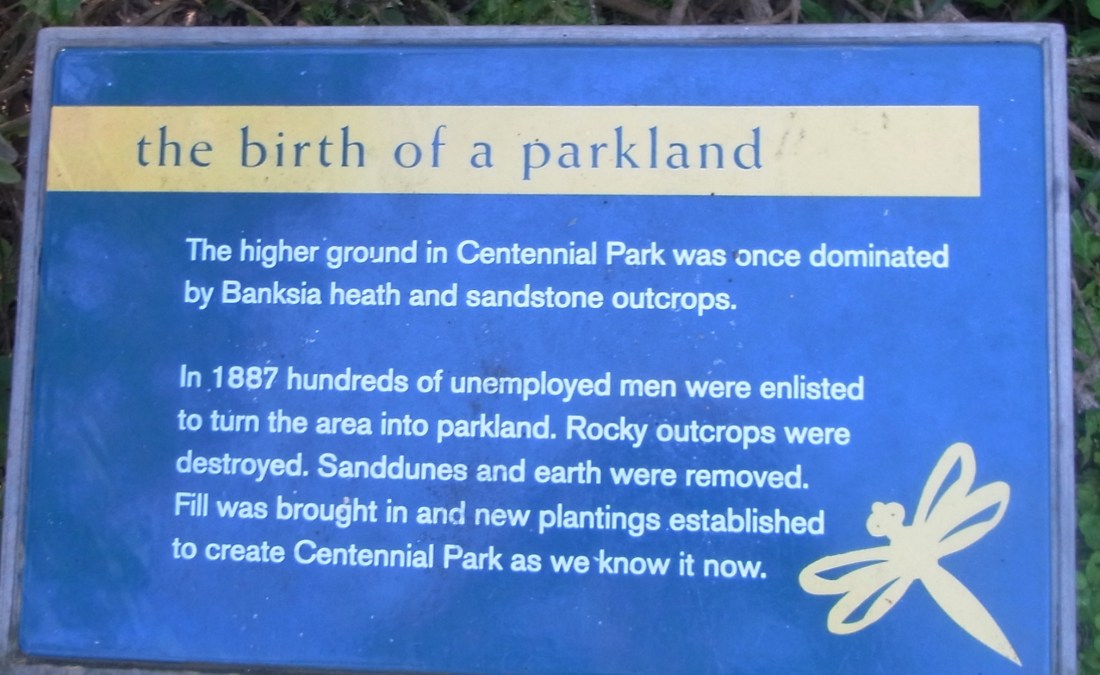 the birth of a parkland
The higher ground in Centennial Park was once dominated
by Banksia heath and sandstone outcrops.
In 1887 hundreds of unemployed men were enlisted
to turn the area into parkland. Rocky outcrops were
destroyed. Sanddunes and earth were removed.
Fill was brought in and new plantings established
to create Centennial Park as we know it now.